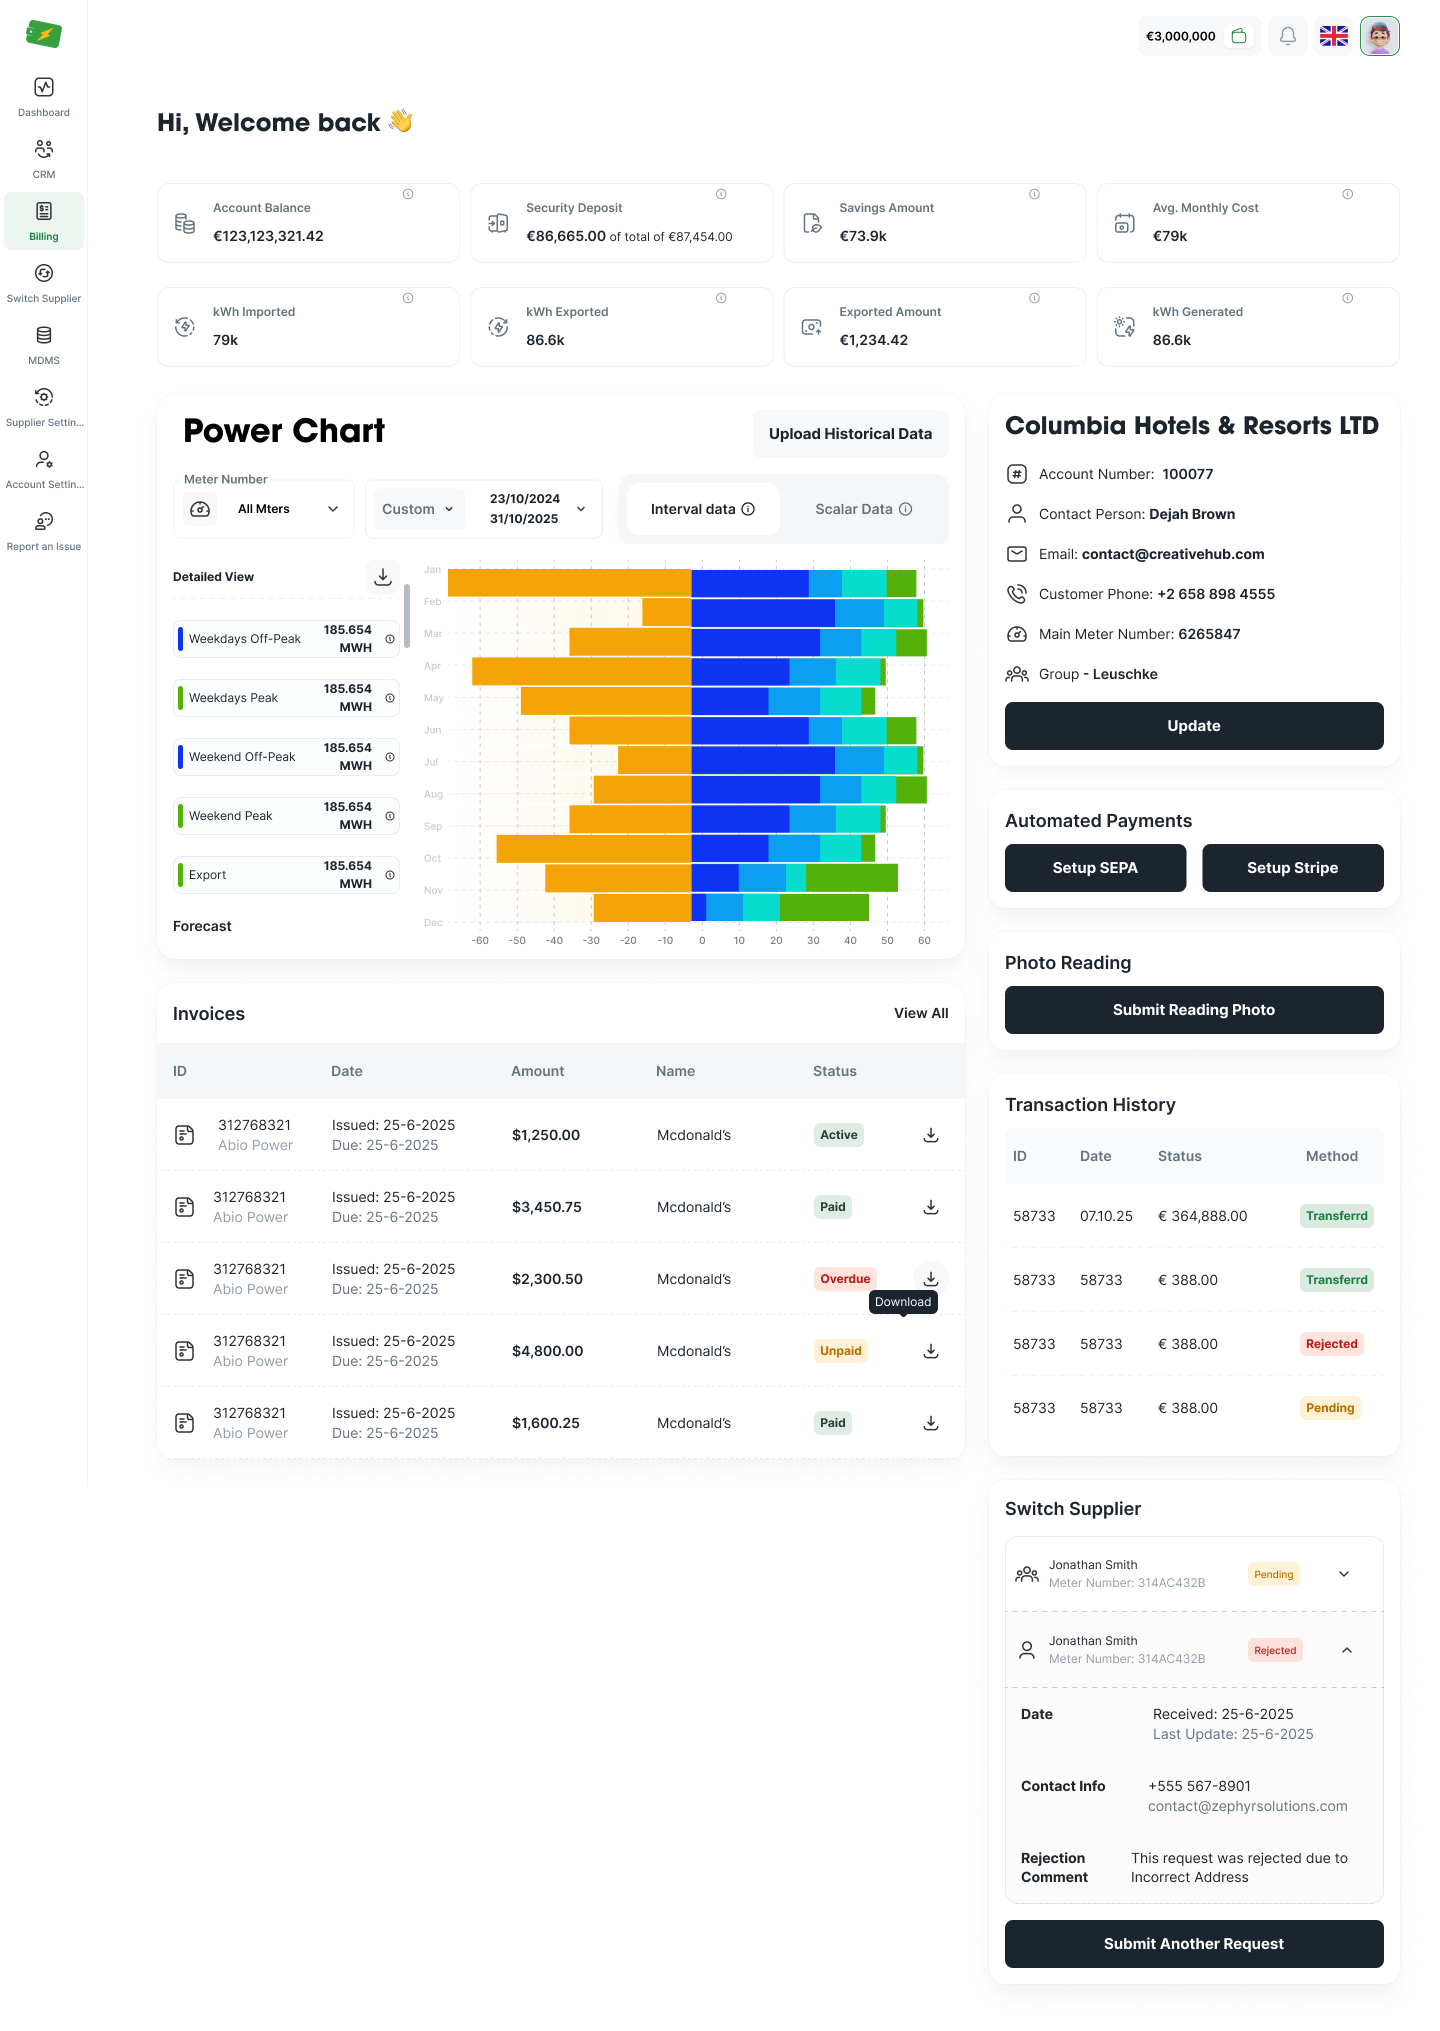 €3,000,000
Dashboard
CRM
Billing
Switch Supplier
MDMS
Supplier Settin...
Account Settin...
Report an Issue
Hi, Welcome back 👋
Account Balance
€123,123,321.42
Security Deposit
€86,665.00 of total of €87,454.00
Savings Amount
€73.9k
Avg. Monthly Cost
€79k
kWh Imported
79k
kWh Exported
86.6k
Exported Amount
€1,234.42
kWh Generated
86.6k
Power Chart
Upload Historical Data
Meter Number
All Mters
Custom
23/10/2024
31/10/2025
Interval data
Scalar Data
Detailed View
Weekdays Off-Peak
185.654
MWH
Weekdays Peak
185.654
MWH
Weekend Off-Peak
185.654
MWH
Weekend Peak
185.654
MWH
Export
185.654
MWH
Forecast
Jan
Feb
Mar
Apr
May
Jun
Jul
Aug
Sep
Oct
Nov
Dec
-60 -50 -40 -30 -20 -10 0 10 20 30 40 50 60
Invoices
View All
ID Date Amount Name Status
312768321
Abio Power
Issued: 25-6-2025
Due: 25-6-2025
$1,250.00
Mcdonald's
Active
312768321
Abio Power
Issued: 25-6-2025
Due: 25-6-2025
$3,450.75
Mcdonald's
Paid
312768321
Abio Power
Issued: 25-6-2025
Due: 25-6-2025
$2,300.50
Mcdonald's
Overdue
Download
312768321
Abio Power
Issued: 25-6-2025
Due: 25-6-2025
$4,800.00
Mcdonald's
Unpaid
312768321
Abio Power
Issued: 25-6-2025
Due: 25-6-2025
$1,600.25
Mcdonald's
Paid
Columbia Hotels & Resorts LTD
Account Number: 100077
Contact Person: Dejah Brown
Email: contact@creativehub.com
Customer Phone: +2 658 898 4555
Main Meter Number: 6265847
Group - Leuschke
Update
Automated Payments
Setup SEPA
Setup Stripe
Photo Reading
Submit Reading Photo
Transaction History
ID Date Status Method
58733 07.10.25 € 364,888.00 Transferrd
58733 58733 € 388.00 Transferrd
58733 58733 € 388.00 Rejected
58733 58733 € 388.00 Pending
Switch Supplier
Jonathan Smith
Meter Number: 314AC432B
Pending
Jonathan Smith
Meter Number: 314AC432B
Rejected
Date
Received: 25-6-2025
Last Update: 25-6-2025
Contact Info
+555 567-8901
contact@zephyrsolutions.com
Rejection
Comment
This request was rejected due to
Incorrect Address
Submit Another Request